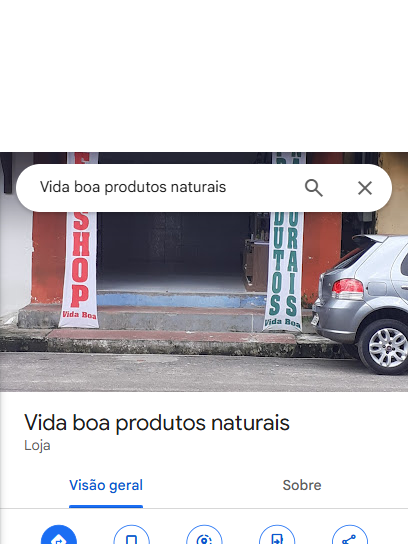 Vida boa produtos naturais
SHOP
Vida Boa
DUTOS
URAIS
Vida Boa
Vida boa produtos naturais
Loja
Visão geral
Sobre